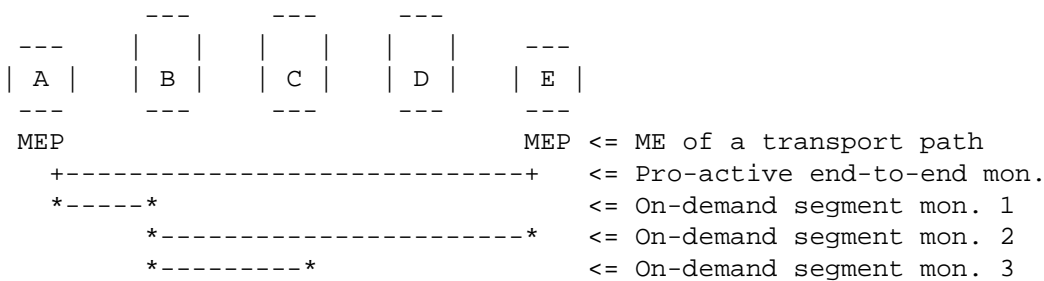 A B C D E
MEP MEP <= ME of a transport path
+------------------------------+ <= Pro-active end-to-end mon.
*-----* <= On-demand segment mon. 1
*-----------------------* <= On-demand segment mon. 2
*---------* <= On-demand segment mon. 3